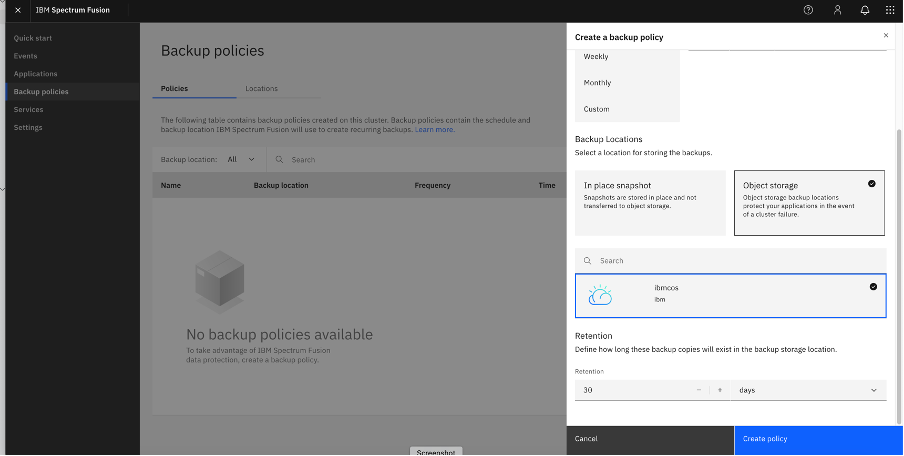 IBM Spectrum Fusion
Quick start
Events
Applications
Backup policies
Services
Settings
Backup policies
Policies
Locations
The following table contains backup policies created on this cluster. Backup policies contain the schedule and
backup location IBM Spectrum Fusion will use to create recurring backups. Learn more.
Backup location: All
Search
Name
Backup location
Frequency
Time
No backup policies available
To take advantage of IBM Spectrum Fusion
data protection, create a backup policy.
Screenshot
Create a backup policy
Weekly
Monthly
Custom
Backup Locations
Select a location for storing the backups.
In place snapshot
Snapshots are stored in place and not
transferred to object storage.
Object storage
Object storage backup locations
protect your applications in the event
of a cluster failure.
Search
ibmcos
ibm
Retention
Define how long these backup copies will exist in the backup storage location.
Retention
30
days
Cancel
Create policy